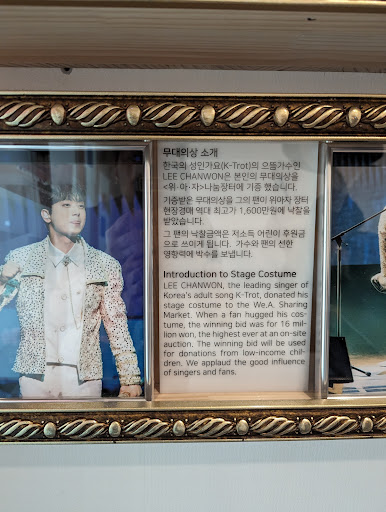 무대의상 소개
한국의 성인가요(K-Trot)의 으뜸가수인
LEE CHANWON은 본인의 무대의상을
<위·아·자>나눔장터에 기증 했습니다.
기증받은 무대의상을 그의 팬이 위아자 장터
현장경매 역대 최고가 1,600만원에 낙찰을
받았습니다.
그 팬의 낙찰금액은 저소득 어린이 후원금
으로 쓰이게 됩니다. 가수와 팬의 선한
영향력에 박수를 보냅니다.
Introduction to Stage Costume
LEE CHANWON, the leading singer of
Korea's adult song K-Trot, donated his
stage costume to the We.A. Sharing
Market. When a fan hugged his cos-
tume, the winning bid was for 16 mil-
lion won, the highest ever at an on-site
auction. The winning bid will be used
for donations from low-income chil-
dren. We applaud the good influence
of singers and fans.